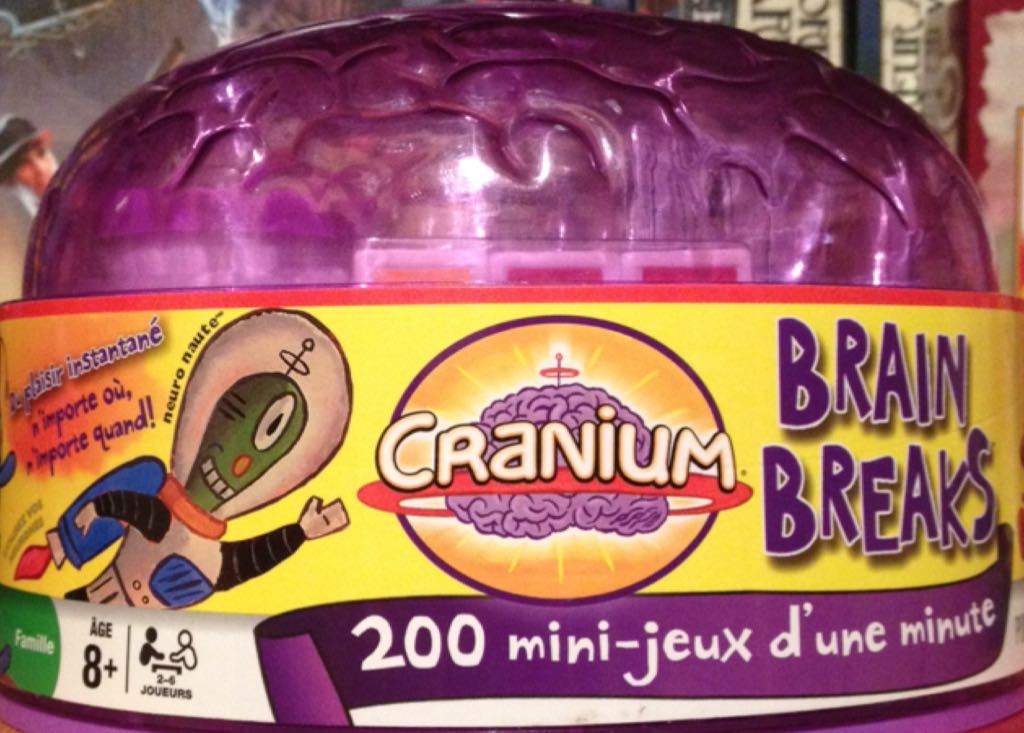 plaisir instantané
n'importe où,
n'importe quand!
neuro naute
CRANIUM
BRAIN
BREAKS
200 mini-jeux d'une minute
Famille
ÂGE
8+
2-6
JOUEURS